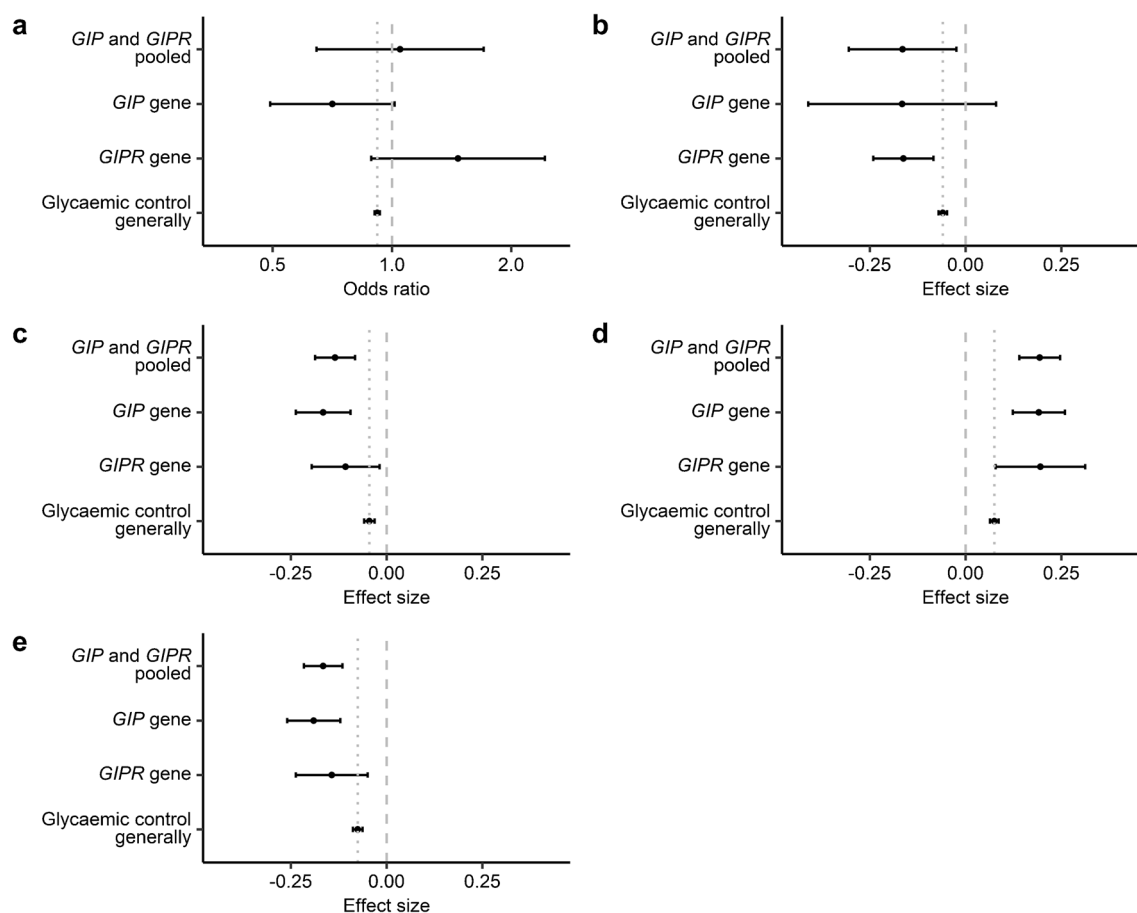 a
GIP and GIPR
pooled
GIP gene
GIPR gene
Glycaemic control
generally
0.5
1.0
2.0
Odds ratio
b
GIP and GIPR
pooled
GIP gene
GIPR gene
Glycaemic control
generally
-0.25
0.00
0.25
Effect size
c
GIP and GIPR
pooled
GIP gene
GIPR gene
Glycaemic control
generally
-0.25
0.00
0.25
Effect size
d
GIP and GIPR
pooled
GIP gene
GIPR gene
Glycaemic control
generally
-0.25
0.00
0.25
Effect size
e
GIP and GIPR
pooled
GIP gene
GIPR gene
Glycaemic control
generally
-0.25
0.00
0.25
Effect size